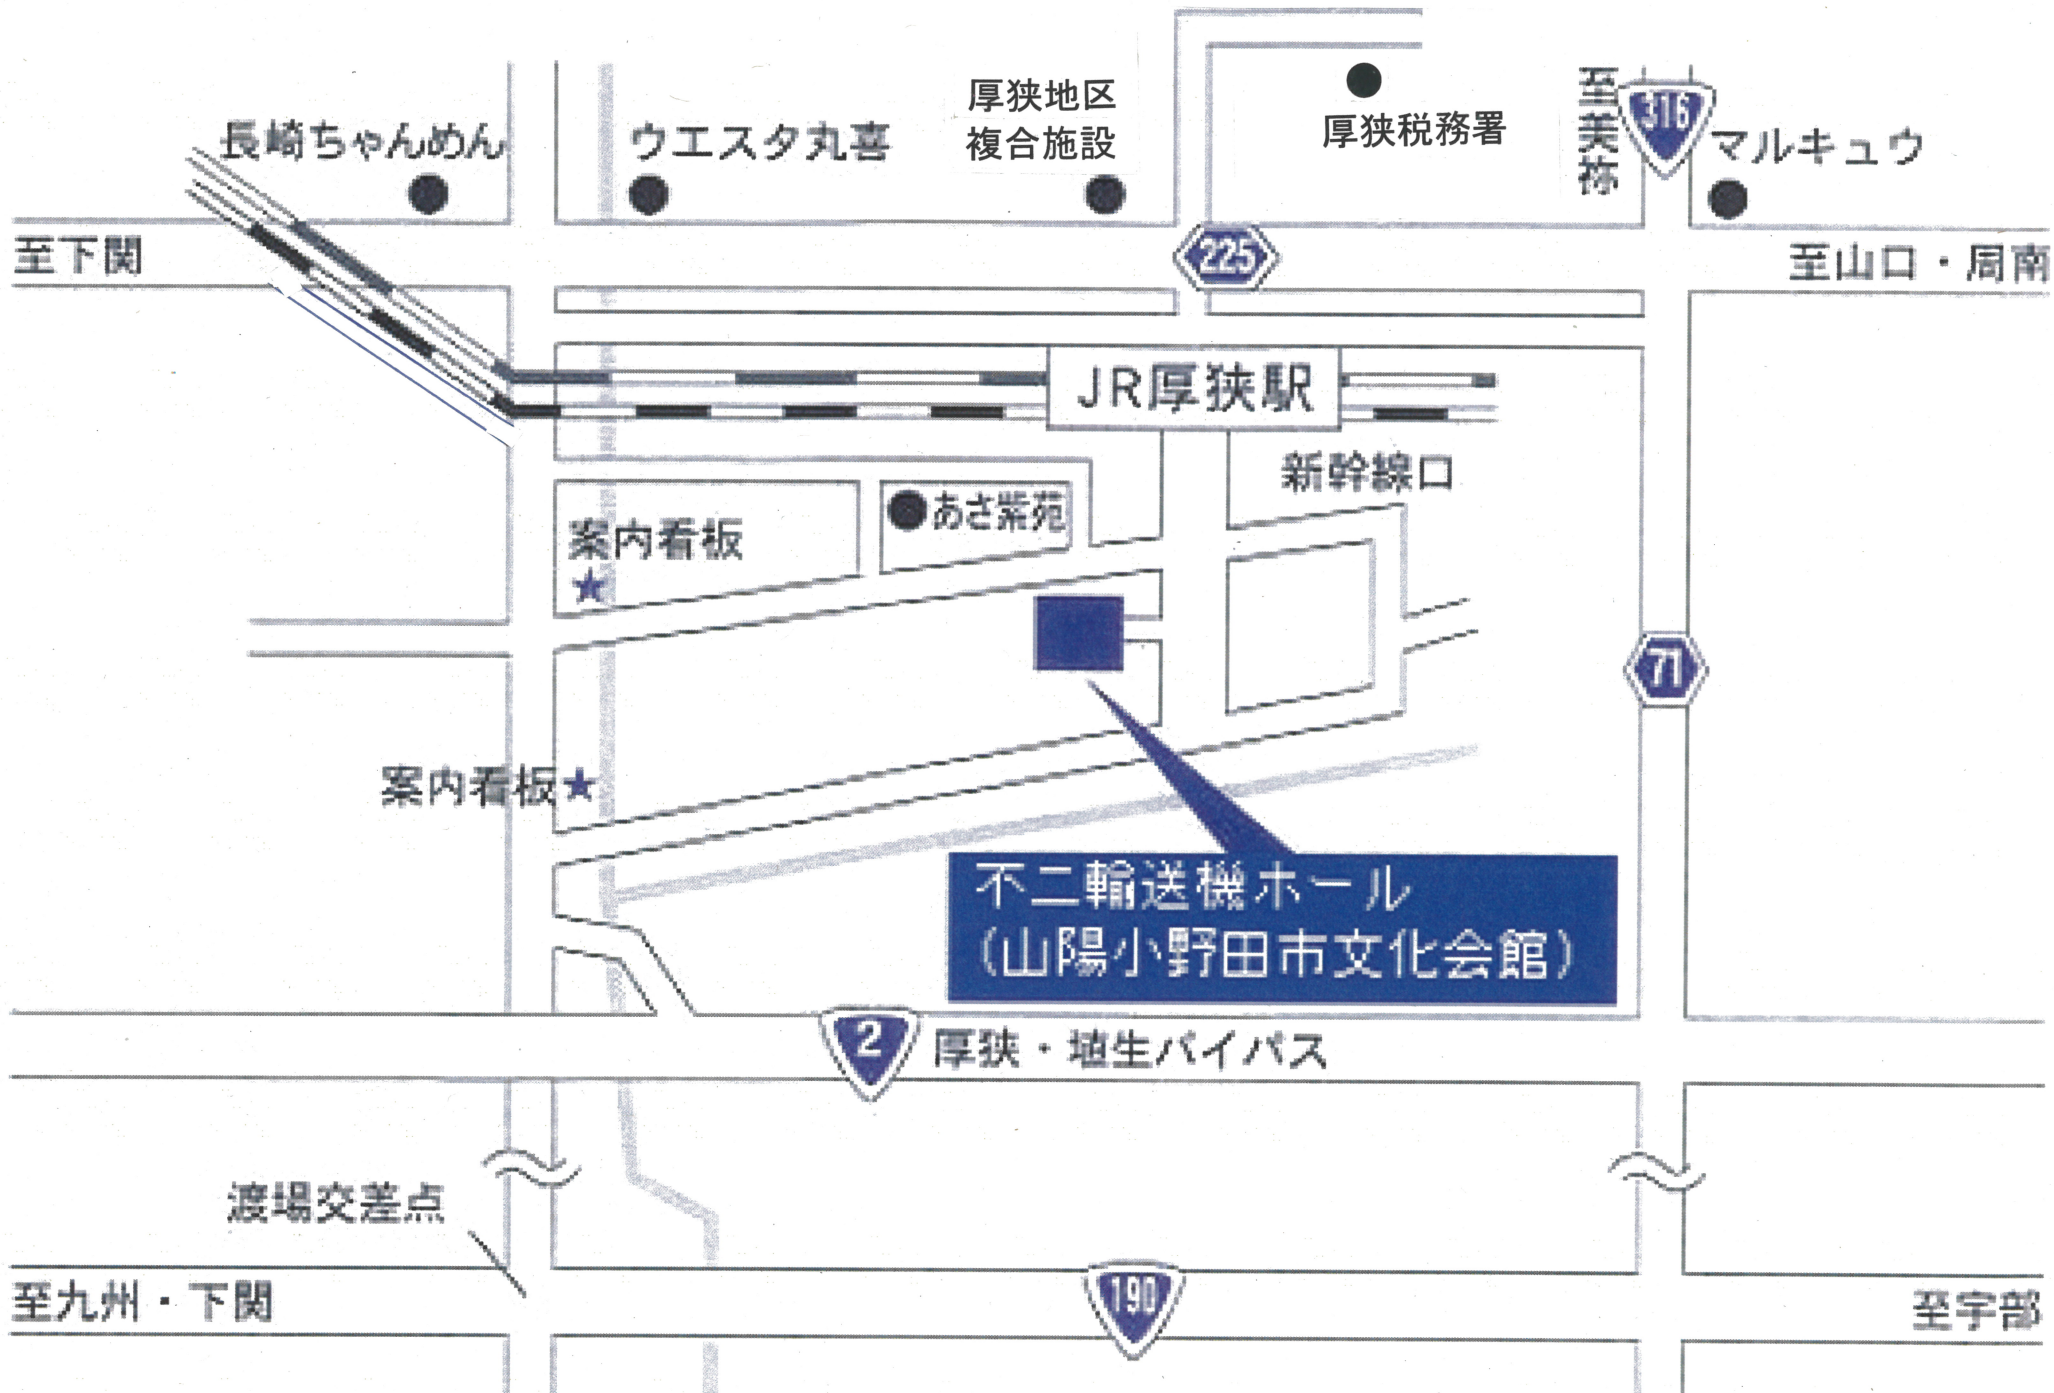 長崎ちゃんめん
ウエスタ丸喜
厚狭地区
複合施設
厚狭税務署
至美祢
316
マルキュウ
至下関
225
至山口・周南
JR厚狭駅
新幹線口
あさ紫苑
案内看板
71
案内看板
不二輸送機ホール
(山陽小野田市文化会館)
2
厚狭・埴生バイパス
渡場交差点
至九州・下関
190
至宇部